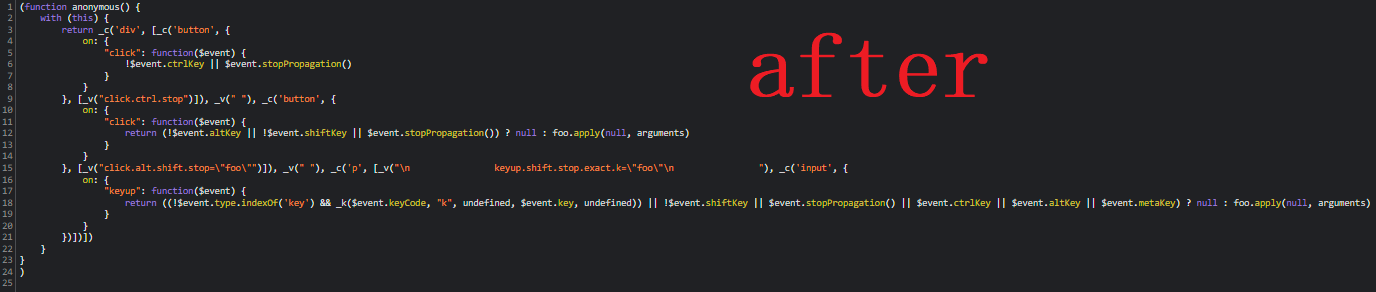 1 (function anonymous() {
2 with (this) {
3 return _c('div', [_c('button', {
4 on: {
5 "click": function($event) {
6 !$event.ctrlKey || $event.stopPropagation()
7 }
8 }
9 }, [_v("click.ctrl.stop")]), _v(" "), _c('button', {
10 on: {
11 "click": function($event) {
12 return (!$event.altKey || !$event.shiftKey || $event.stopPropagation()) ? null : foo.apply(null, arguments)
13 }
14 }
15 }, [_v("click.alt.shift.stop=\"foo\"")]), _v(" "), _c('p', [_v("\n keyup.shift.stop.exact.k=\"foo\"\n "), _c('input', {
16 on: {
17 "keyup": function($event) {
18 return ((!$event.type.indexOf('key') && _k($event.keyCode, "k", undefined, $event.key, undefined)) || !$event.shiftKey || $event.stopPropagation() || $event.ctrlKey || $event.altKey || $event.metaKey) ? null : foo.apply(null, arguments)
19 }
20 }
21 })])])
22 }
23 }
24 )
25
after